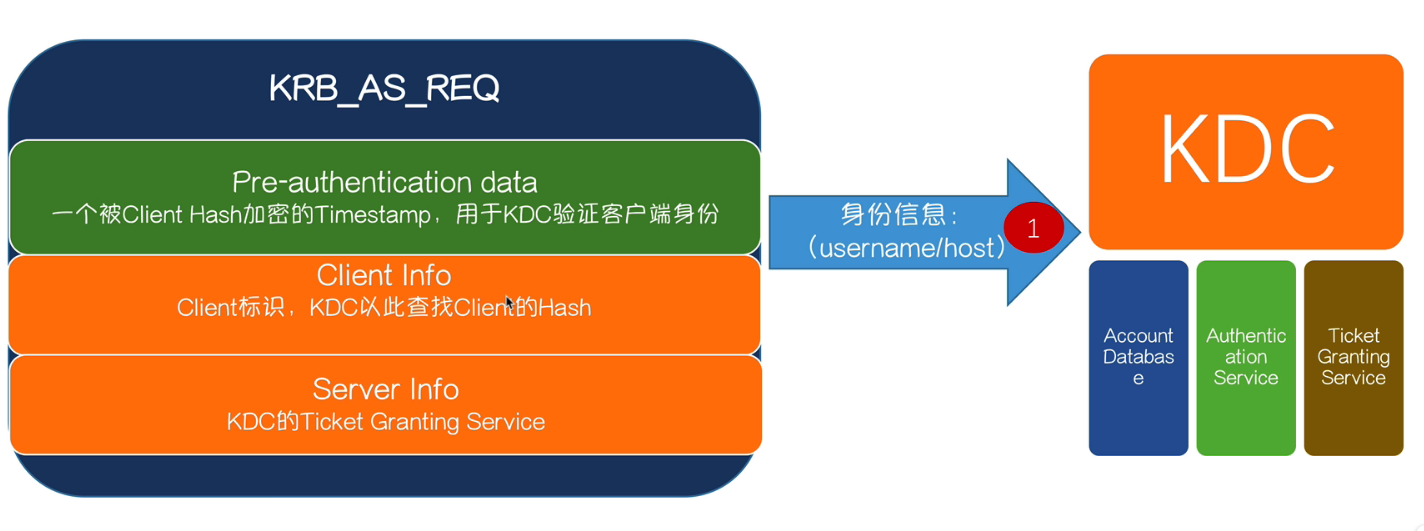 KRB_AS_REQ
Pre-authentication data
一个被Client Hash加密的Timestamp，用于KDC验证客户端身份
Client Info
Client标识，KDC以此查找Client的Hash
Server Info
KDC的Ticket Granting Service
身份信息：
（username/host）
1
KDC
Account
Databas
e
Authentic
ation
Service
Ticket
Granting
Service